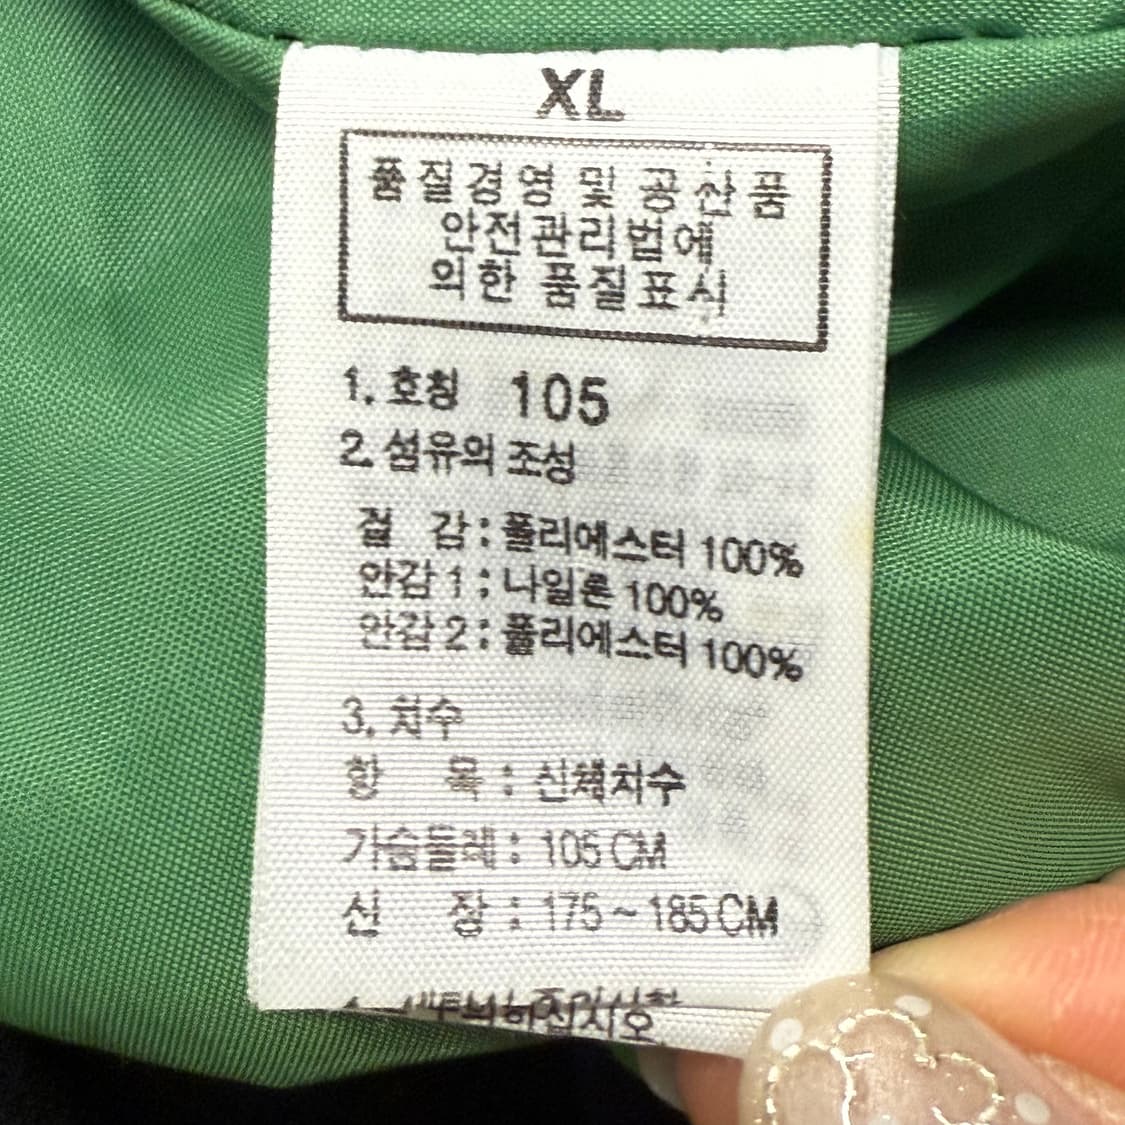 XL
품질경영 및 공산품
안전관리법에
의한 품질표시
1. 호칭 105
2. 섬유의 조성
겉 감 : 폴리에스터 100%
안감 1 : 나일론 100%
안감 2 : 폴리에스터 100%
3. 치수
항 목 : 신체치수
가슴둘레 : 105 CM
신 장 : 175 ~ 185 CM